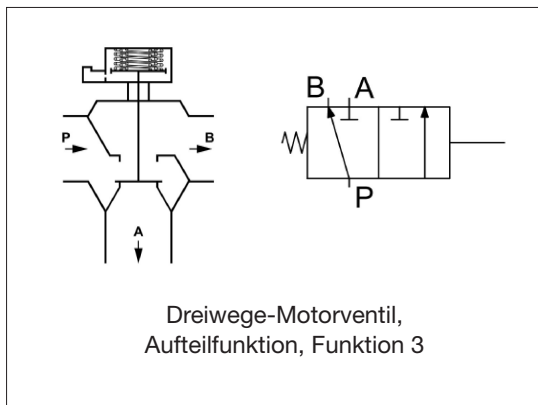 B A
P B
P
A
Dreiwege-Motorventil,
Aufteilfunktion, Funktion 3